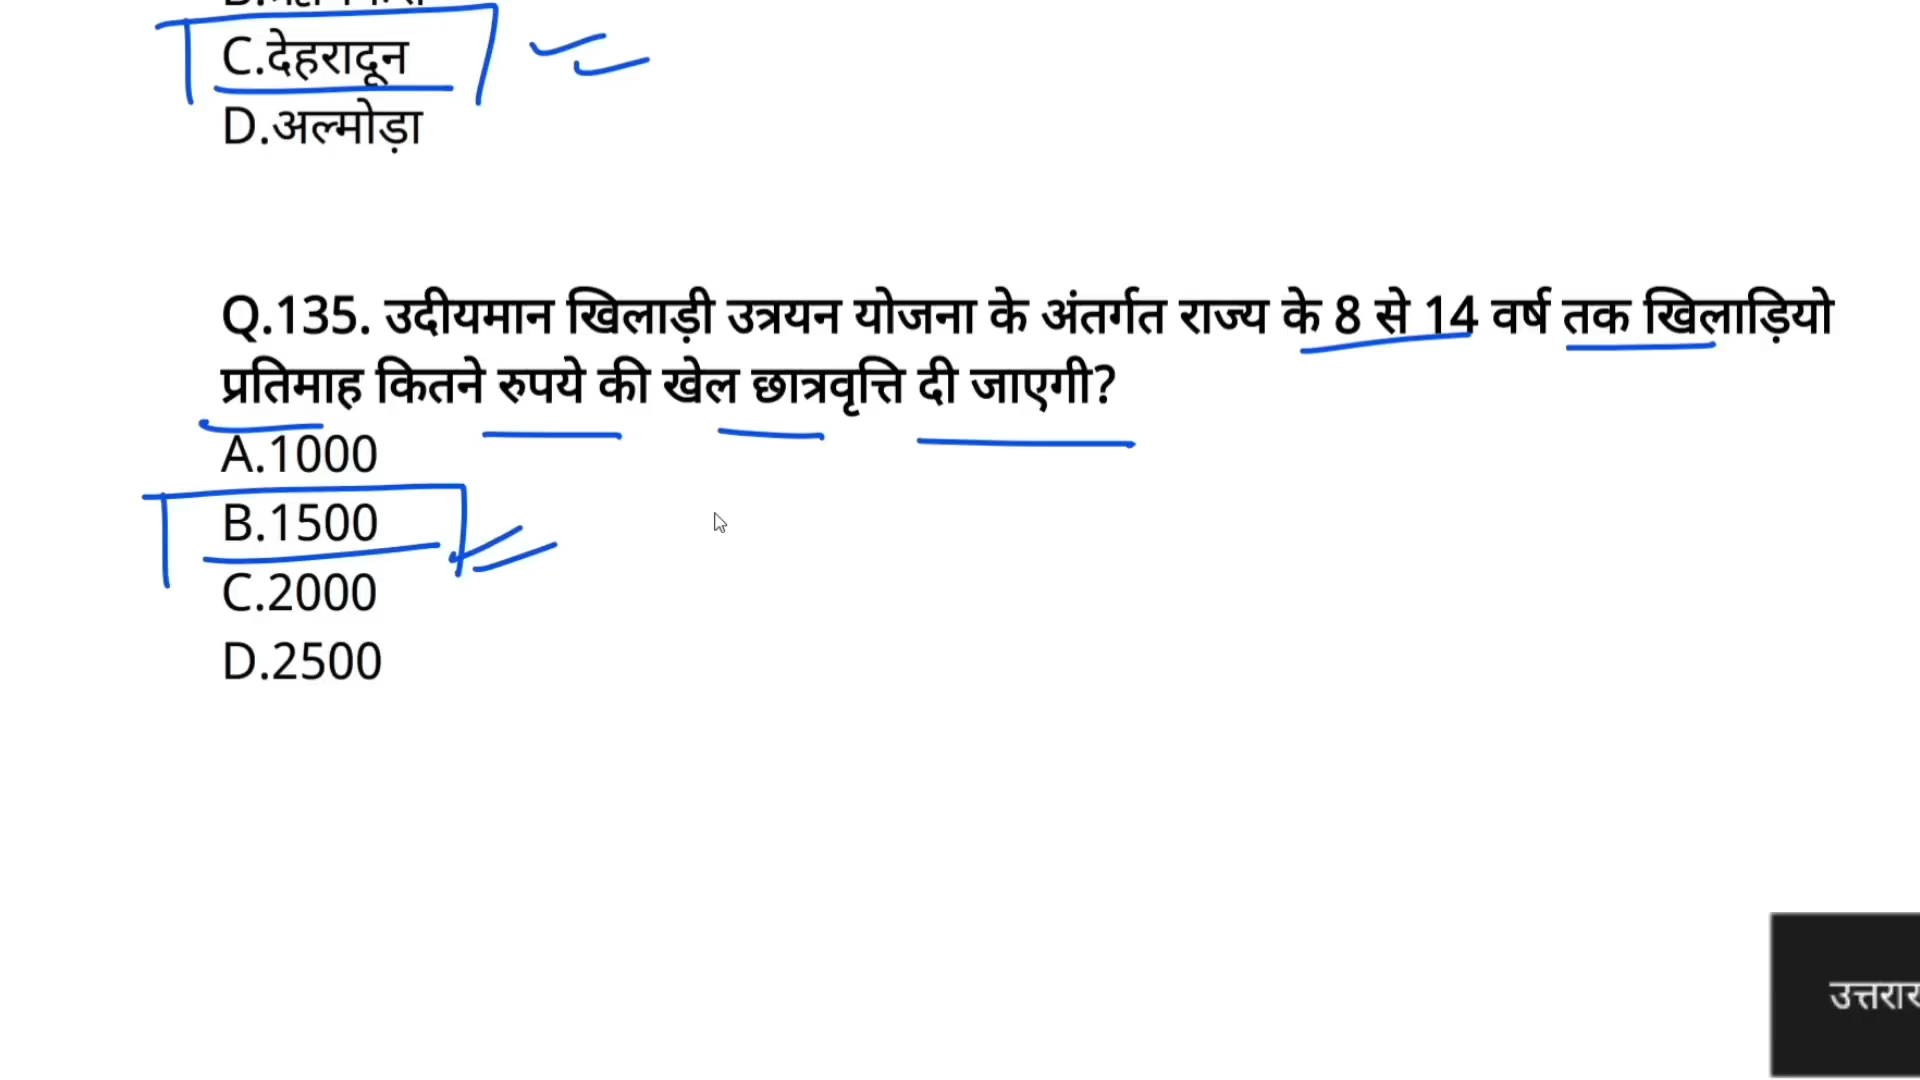 C.देहरादून
D.अल्मोड़ा
Q.135. उदीयमान खिलाड़ी उत्रयन योजना के अंतर्गत राज्य के 8 से 14 वर्ष तक खिलाड़ियो
प्रतिमाह कितने रुपये की खेल छात्रवृत्ति दी जाएगी?
A.1000
B.1500
C.2000
D.2500